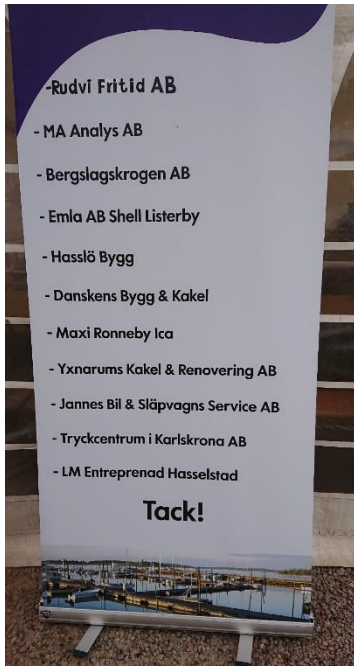 -Rudvi Fritid AB
- MA Analys AB
- Bergslagskrogen AB
- Emla AB Shell Listerby
- Hasslö Bygg
- Danskens Bygg & Kakel
- Maxi Ronneby Ica
- Yxnarums Kakel & Renovering AB
- Jannes Bil & Släpvagns Service AB
- Tryckcentrum i Karlskrona AB
- LM Entreprenad Hasselstad
Tack!